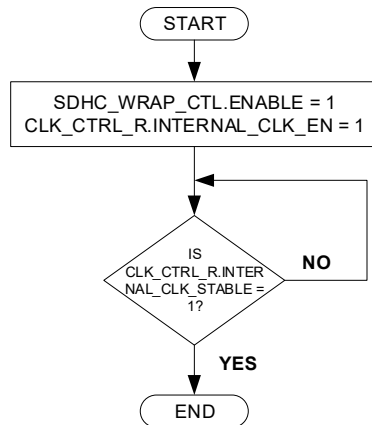 START
SDHC_WRAP_CTL.ENABLE = 1
CLK_CTRL_R.INTERNAL_CLK_EN = 1
IS
CLK_CTRL_R.INTER
NAL_CLK_STABLE =
1?
NO
YES
END